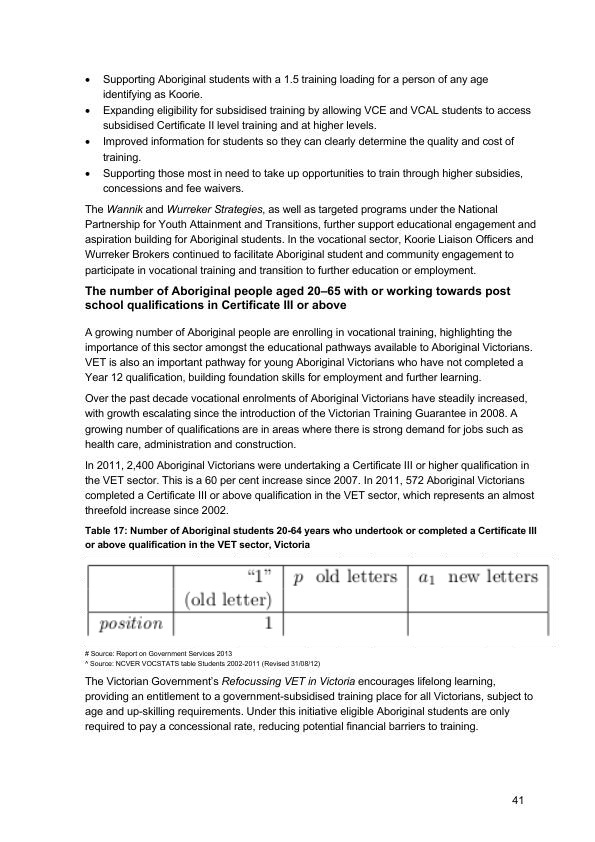 • Supporting Aboriginal students with a 1.5 training loading for a person of any age
identifying as Koorie.
• Expanding eligibility for subsidised training by allowing VCE and VCAL students to access
subsidised Certificate II level training and at higher levels.
• Improved information for students so they can clearly determine the quality and cost of
training.
• Supporting those most in need to take up opportunities to train through higher subsidies,
concessions and fee waivers.
The Wannik and Wurreker Strategies, as well as targeted programs under the National
Partnership for Youth Attainment and Transitions, further support educational engagement and
aspiration building for Aboriginal students. In the vocational sector, Koorie Liaison Officers and
Wurreker Brokers continued to facilitate Aboriginal student and community engagement to
participate in vocational training and transition to further education or employment.
The number of Aboriginal people aged 20–65 with or working towards post
school qualifications in Certificate III or above
A growing number of Aboriginal people are enrolling in vocational training, highlighting the
importance of this sector amongst the educational pathways available to Aboriginal Victorians.
VET is also an important pathway for young Aboriginal Victorians who have not completed a
Year 12 qualification, building foundation skills for employment and further learning.
Over the past decade vocational enrolments of Aboriginal Victorians have steadily increased,
with growth escalating since the introduction of the Victorian Training Guarantee in 2008. A
growing number of qualifications are in areas where there is strong demand for jobs such as
health care, administration and construction.
In 2011, 2,400 Aboriginal Victorians were undertaking a Certificate III or higher qualification in
the VET sector. This is a 60 per cent increase since 2007. In 2011, 572 Aboriginal Victorians
completed a Certificate III or above qualification in the VET sector, which represents an almost
threefold increase since 2002.
Table 17: Number of Aboriginal students 20-64 years who undertook or completed a Certificate III
or above qualification in the VET sector, Victoria
“1” p old letters a₁ new letters
(old letter)
position 1
# Source: Report on Government Services 2013
^ Source: NCVER VOCSTATS table Students 2002-2011 (Revised 31/08/12)
The Victorian Government’s Refocussing VET in Victoria encourages lifelong learning,
providing an entitlement to a government-subsidised training place for all Victorians, subject to
age and up-skilling requirements. Under this initiative eligible Aboriginal students are only
required to pay a concessional rate, reducing potential financial barriers to training.
41